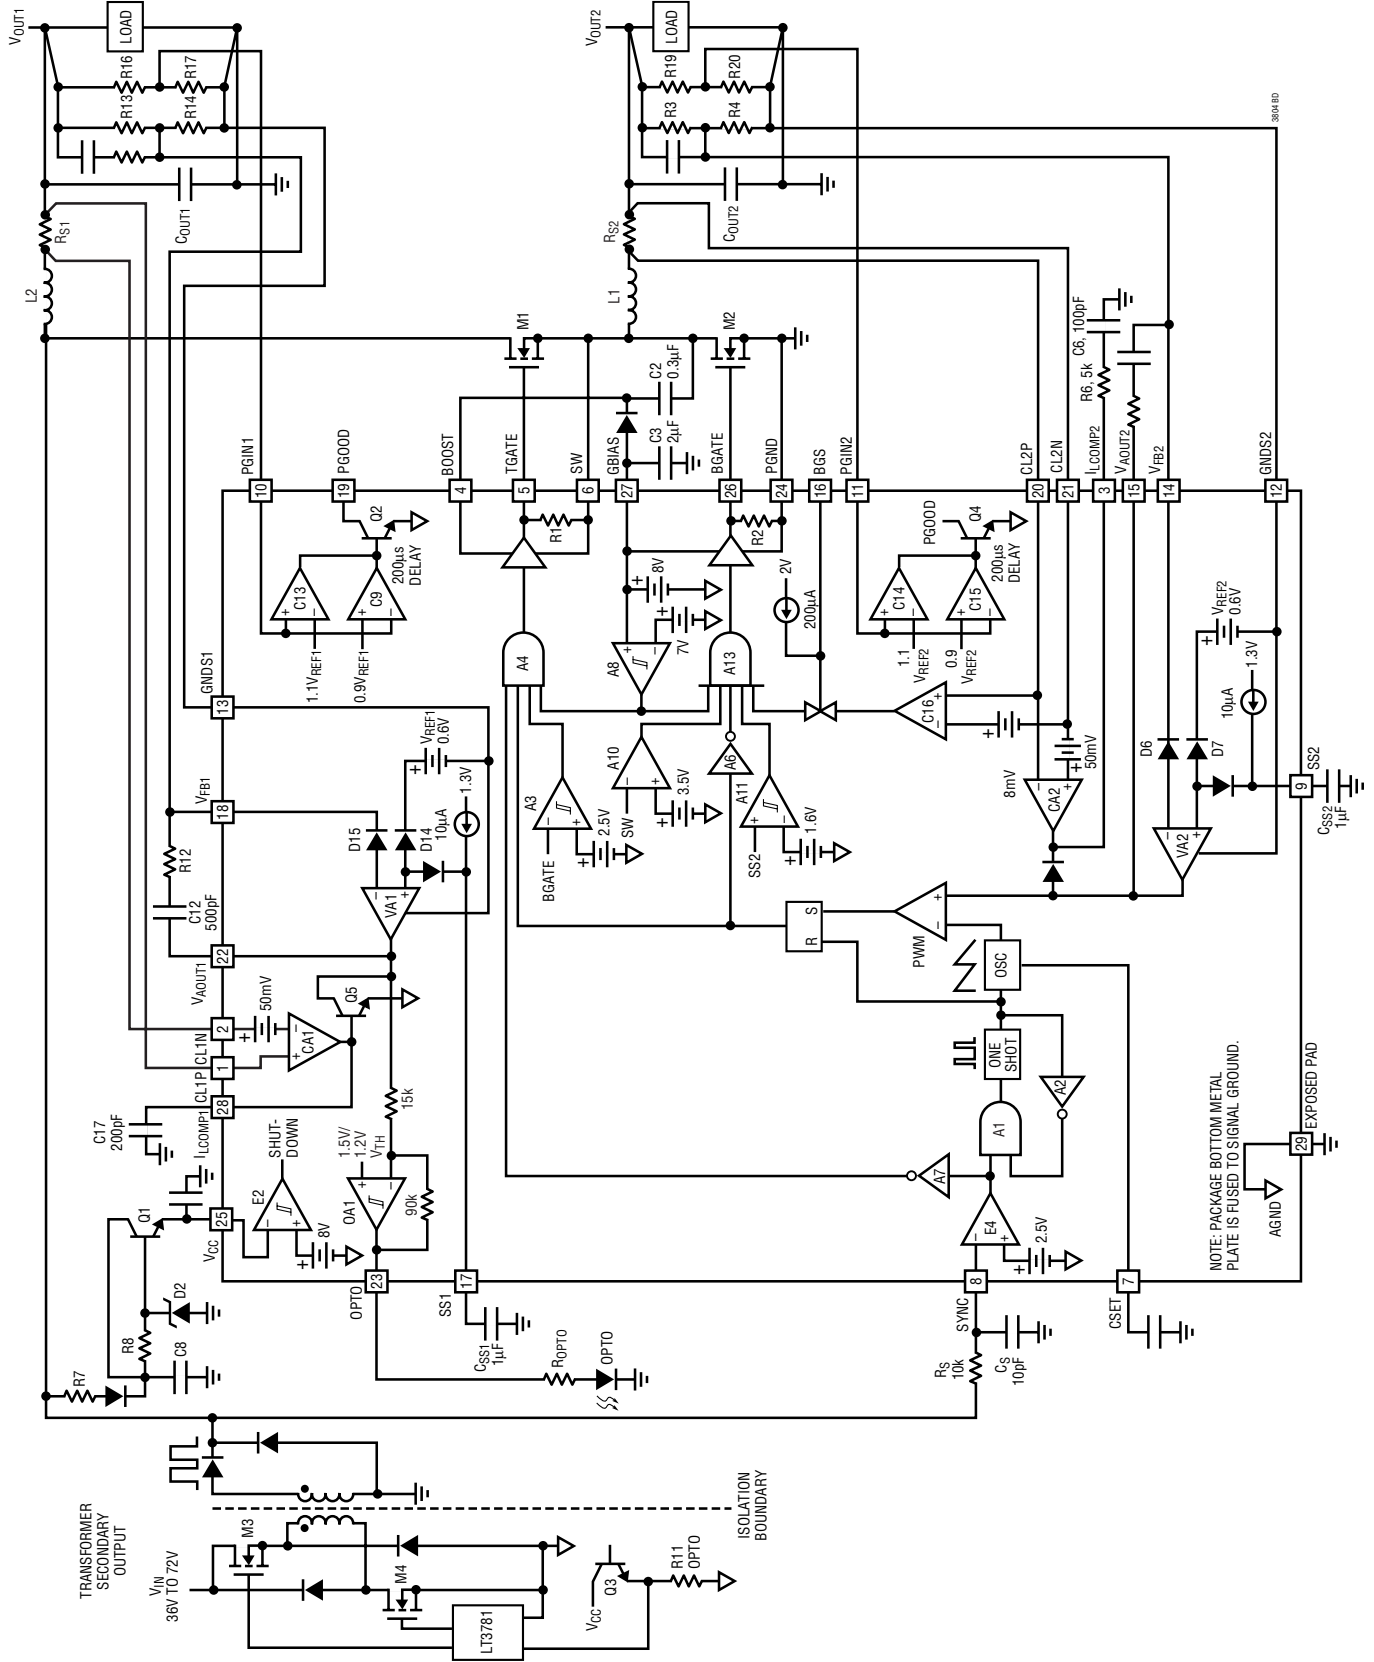 TRANSFORMER
SECONDARY
OUTPUT
VIN
36V TO 72V
M3
M4
LT3781
VCC
Q3
R11
OPTO
ISOLATION
BOUNDARY
R7
R8
C8
D2
Q1
VCC
25
E2
SHUT-
DOWN
8V
C17
200pF
ILCOMP1
28
CL1P
1
CL1N
2
50mV
CA1
Q5
VAOUT1
22
C12
500pF
R12
VFB1
18
GNDS1
13
OPTO
23
OA1
1.5V/
1.2V
VTH
90k
15k
SS1
17
CSS1
1µF
ROPTO
OPTO
VA1
D15
D14
10µA
1.3V
VREF1
0.6V
L2
RS1
COUT1
VOUT1
LOAD
R13
R14
R16
R17
PGIN1
10
PGOOD
19
C13
C9
1.1VREF1
0.9VREF1
Q2
200µs
DELAY
BOOST
4
TGATE
5
SW
6
GBIAS
27
BGATE
26
PGND
24
BGS
16
PGIN2
11
R1
R2
A4
A8
8V
7V
A13
A3
BGATE
2.5V
A10
SW
3.5V
A6
A11
SS2
1.6V
200µA
2V
M1
M2
C2
0.3µF
C3
2µF
L1
RS2
COUT2
VOUT2
LOAD
R3
R4
R19
R20
C14
C15
1.1
VREF2
0.9
VREF2
PGOOD
Q4
200µs
DELAY
CL2P
20
CL2N
21
ILCOMP2
3
VAOUT2
15
VFB2
14
GNDS2
12
R6, 5k
C6, 100pF
C16
8mV
CA2
50mV
R
S
PWM
OSC
ONE
SHOT
A1
A2
A7
E4
2.5V
SYNC
8
RS
10k
CS
10pF
CSET
7
VA2
D6
D7
10µA
1.3V
VREF2
0.6V
SS2
9
CSS2
1µF
NOTE: PACKAGE BOTTOM METAL
PLATE IS FUSED TO SIGNAL GROUND.
AGND
29
EXPOSED PAD
3804 BD